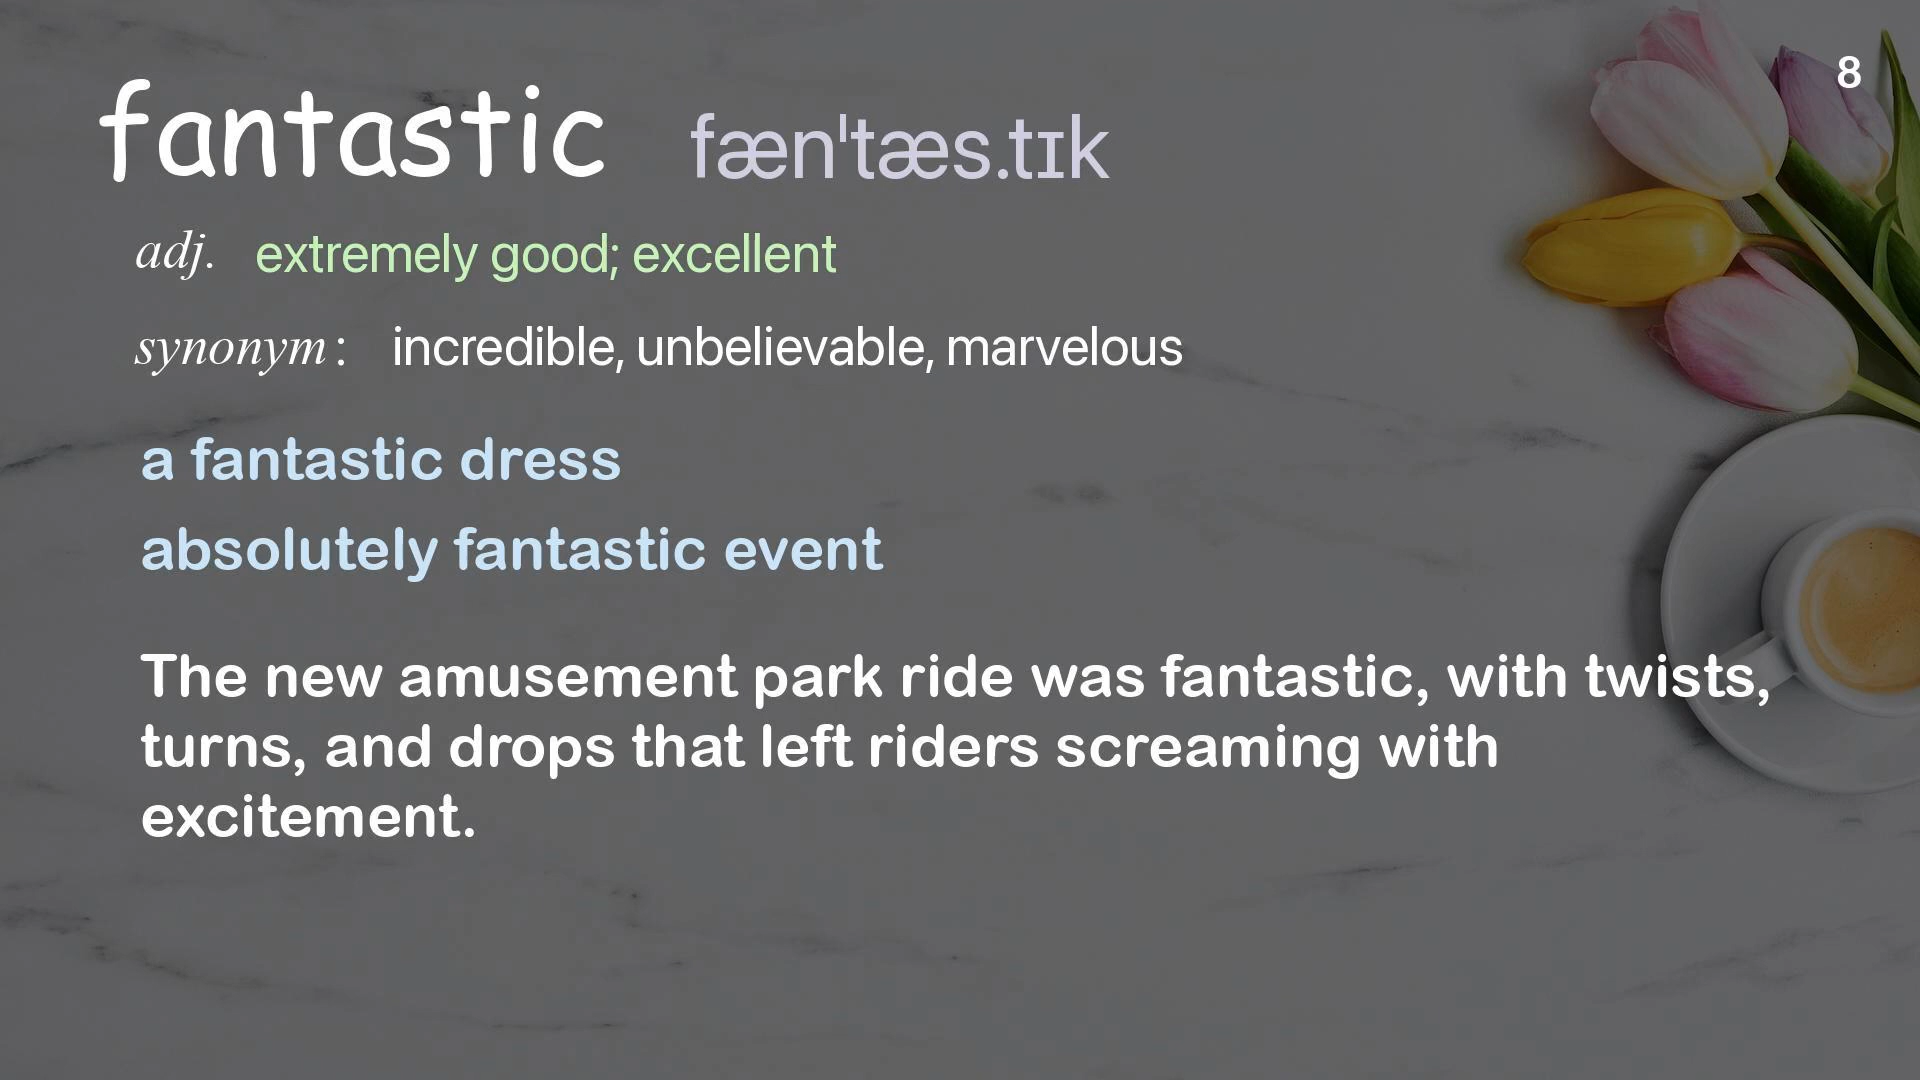 8
fantastic fæn'tæs.tɪk
adj. extremely good; excellent
synonym: incredible, unbelievable, marvelous
a fantastic dress
absolutely fantastic event
The new amusement park ride was fantastic, with twists,
turns, and drops that left riders screaming with
excitement.